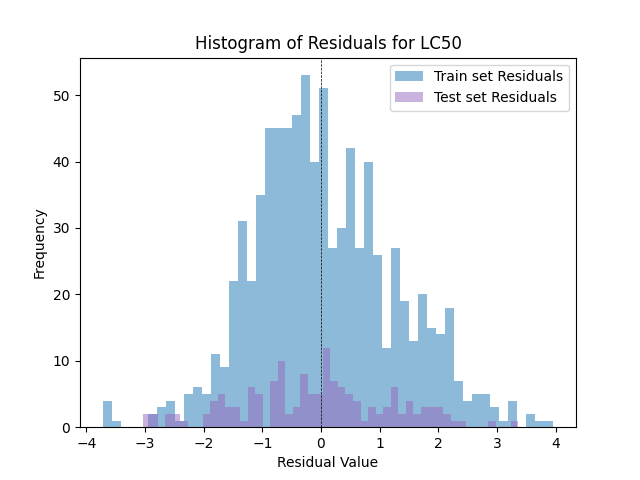 Histogram of Residuals for LC50
Train set Residuals
Test set Residuals
50
40
30
20
10
0
Frequency
−4 −3 −2 −1 0 1 2 3 4
Residual Value